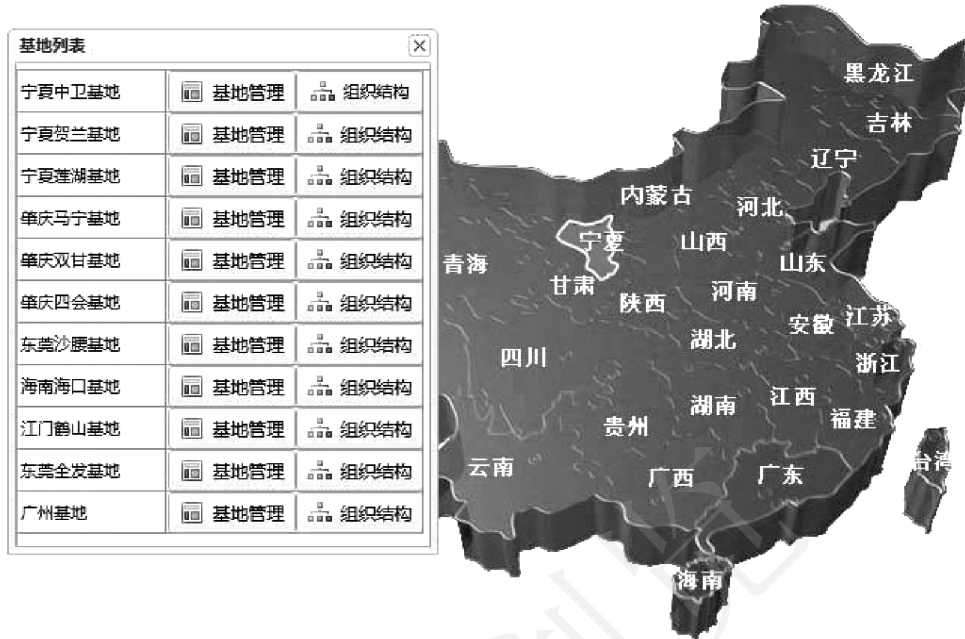 基地列表
宁夏中卫基地 基地管理 组织结构
宁夏贺兰基地 基地管理 组织结构
宁夏莲湖基地 基地管理 组织结构
肇庆马宁基地 基地管理 组织结构
肇庆双甘基地 基地管理 组织结构
肇庆四会基地 基地管理 组织结构
东莞沙腰基地 基地管理 组织结构
海南海口基地 基地管理 组织结构
江门鹤山基地 基地管理 组织结构
东莞全发基地 基地管理 组织结构
广州基地 基地管理 组织结构
黑龙江
吉林
辽宁
内蒙古
河北
宁夏
山西
青海
山东
甘肃
河南
陕西
安徽
江苏
湖北
四川
浙江
江西
湖南
福建
贵州
台湾
云南
广西
广东
海南